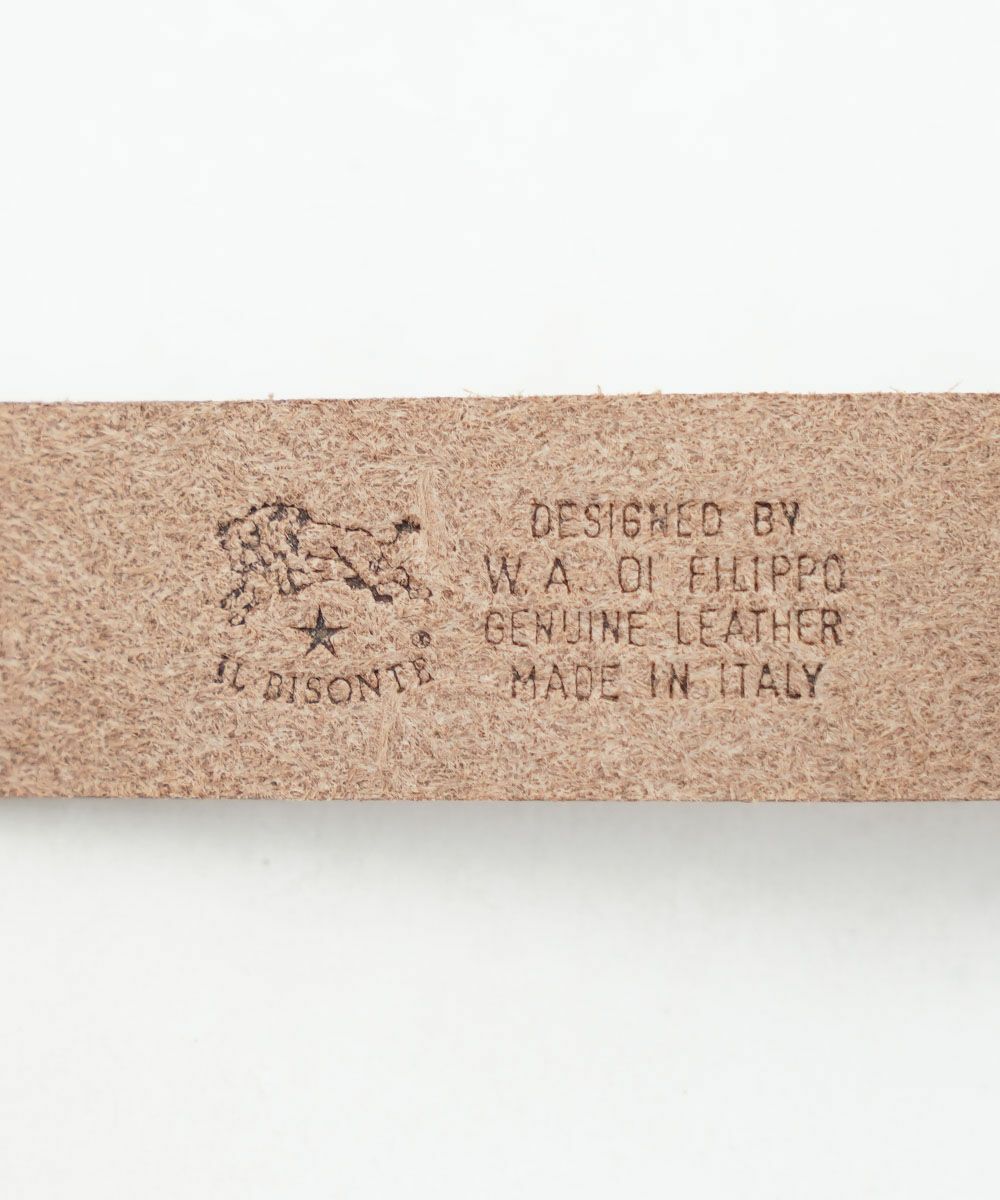 IL BISONTE®
DESIGNED BY
W. A. DI FILIPPO
GENUINE LEATHER
MADE IN ITALY